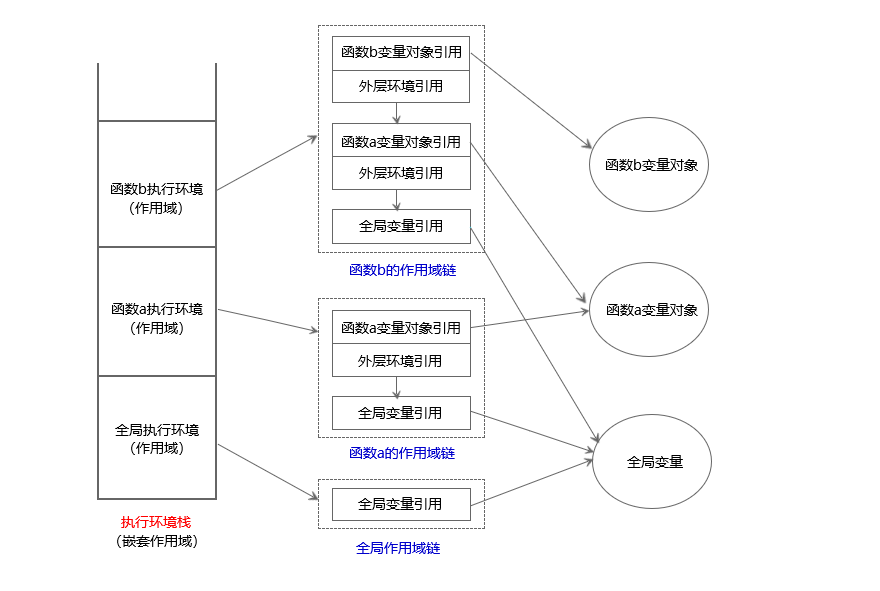 函数b执行环境
（作用域）
函数a执行环境
（作用域）
全局执行环境
（作用域）
执行环境栈
（嵌套作用域）
函数b变量对象引用
外层环境引用
函数a变量对象引用
外层环境引用
全局变量引用
函数b的作用域链
函数a变量对象引用
外层环境引用
全局变量引用
函数a的作用域链
全局变量引用
全局作用域链
函数b变量对象
函数a变量对象
全局变量